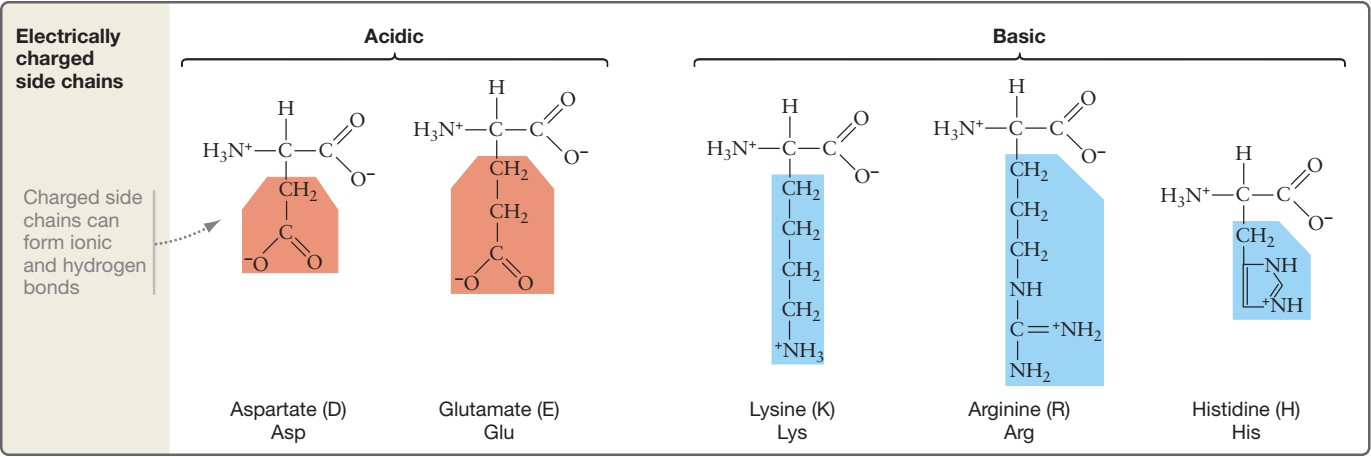 Electrically
charged
side chains
Charged side
chains can
form ionic
and hydrogen
bonds
Acidic
H
H₃N⁺—C—C
O
O⁻
CH₂
C
⁻O
O
Aspartate (D)
Asp
H
H₃N⁺—C—C
O
O⁻
CH₂
CH₂
C
⁻O
O
Glutamate (E)
Glu
Basic
H
H₃N⁺—C—C
O
O⁻
CH₂
CH₂
CH₂
CH₂
⁺NH₃
Lysine (K)
Lys
H
H₃N⁺—C—C
O
O⁻
CH₂
CH₂
CH₂
NH
C=⁺NH₂
NH₂
Arginine (R)
Arg
H
H₃N⁺—C—C
O
O⁻
CH₂
NH
⁺NH
Histidine (H)
His